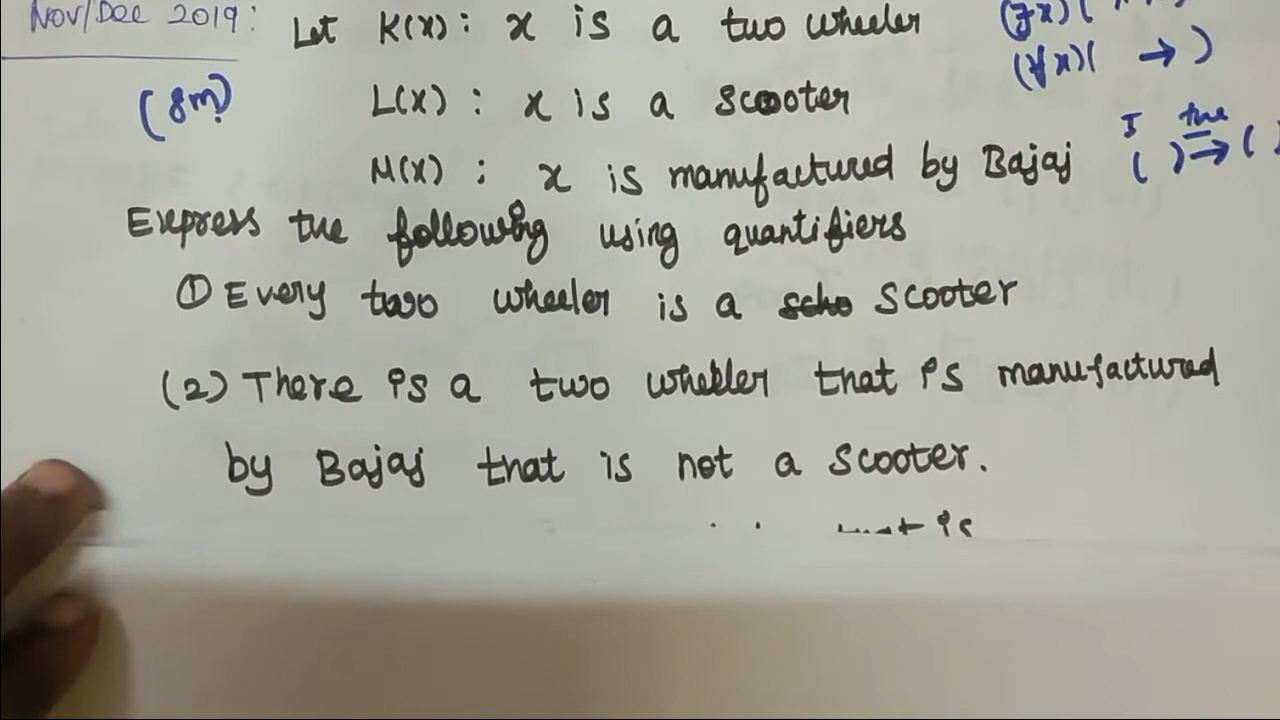 Nov/Dec 2019: Let K(x): x is a two wheeler (∃x)(
(8m) L(x) : x is a scooter (∀x)( → )
M(x) : x is manufactured by Bajaj ( ) → (
Express the following using quantifiers
① Every two wheeler is a scooter
(2) There is a two wheeler that is manufactured
by Bajaj that is not a scooter.
is